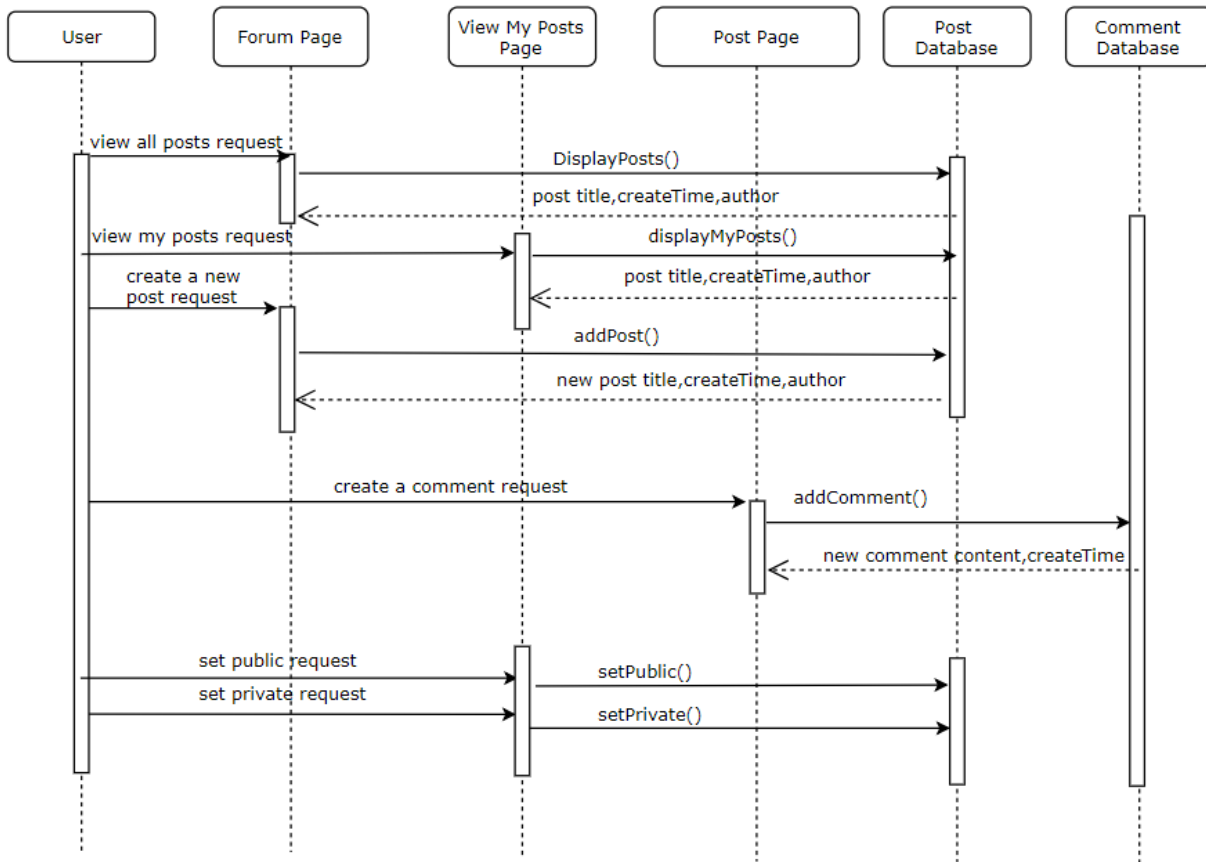 User
Forum Page
View My Posts
Page
Post Page
Post
Database
Comment
Database
view all posts request
DisplayPosts()
post title,createTime,author
view my posts request
displayMyPosts()
create a new
post request
post title,createTime,author
addPost()
new post title,createTime,author
create a comment request
addComment()
new comment content,createTime
set public request
setPublic()
set private request
setPrivate()